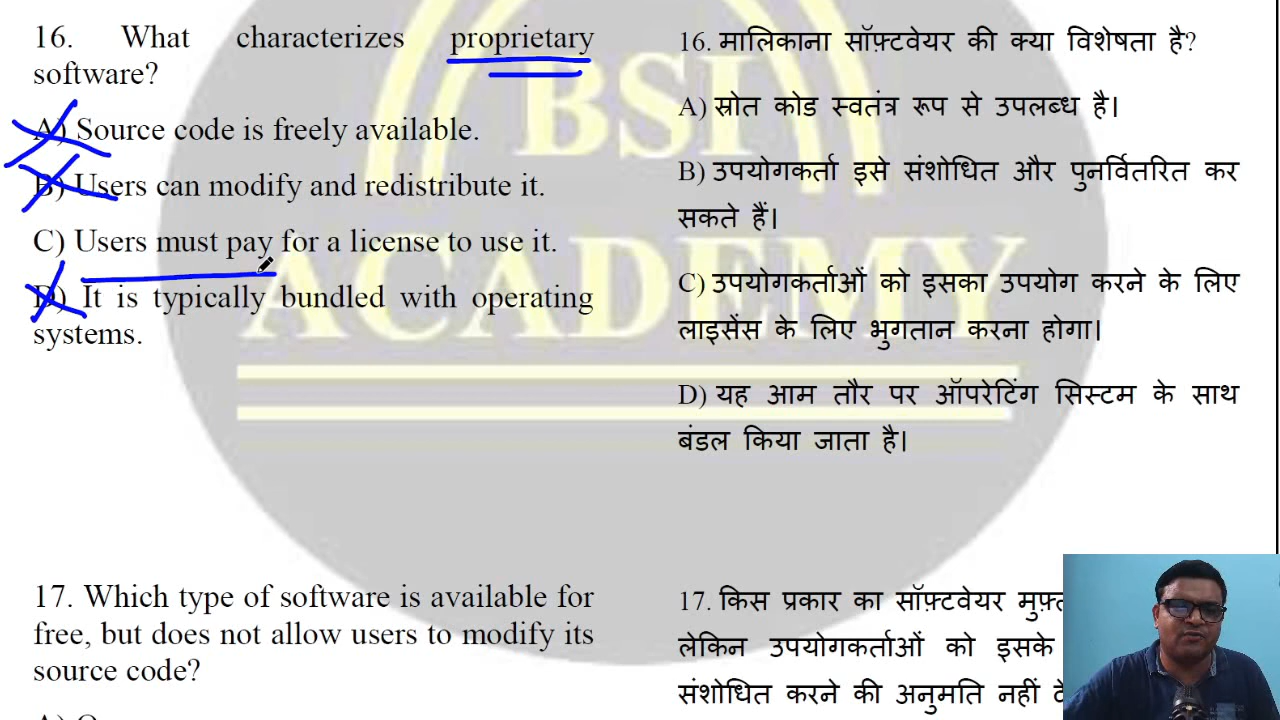 16. What characterizes proprietary
software?
A) Source code is freely available.
B) Users can modify and redistribute it.
C) Users must pay for a license to use it.
D) It is typically bundled with operating
systems.
17. Which type of software is available for
free, but does not allow users to modify its
source code?
16. मालिकाना सॉफ़्टवेयर की क्या विशेषता है?
A) स्रोत कोड स्वतंत्र रूप से उपलब्ध है।
B) उपयोगकर्ता इसे संशोधित और पुनर्वितरित कर
सकते हैं।
C) उपयोगकर्ताओं को इसका उपयोग करने के लिए
लाइसेंस के लिए भुगतान करना होगा।
D) यह आम तौर पर ऑपरेटिंग सिस्टम के साथ
बंडल किया जाता है।
17. किस प्रकार का सॉफ़्टवेयर
लेकिन उपयोगकर्ताओं को इसके
संशोधित करने की अनुमति नहीं
BSI
ACADEMY